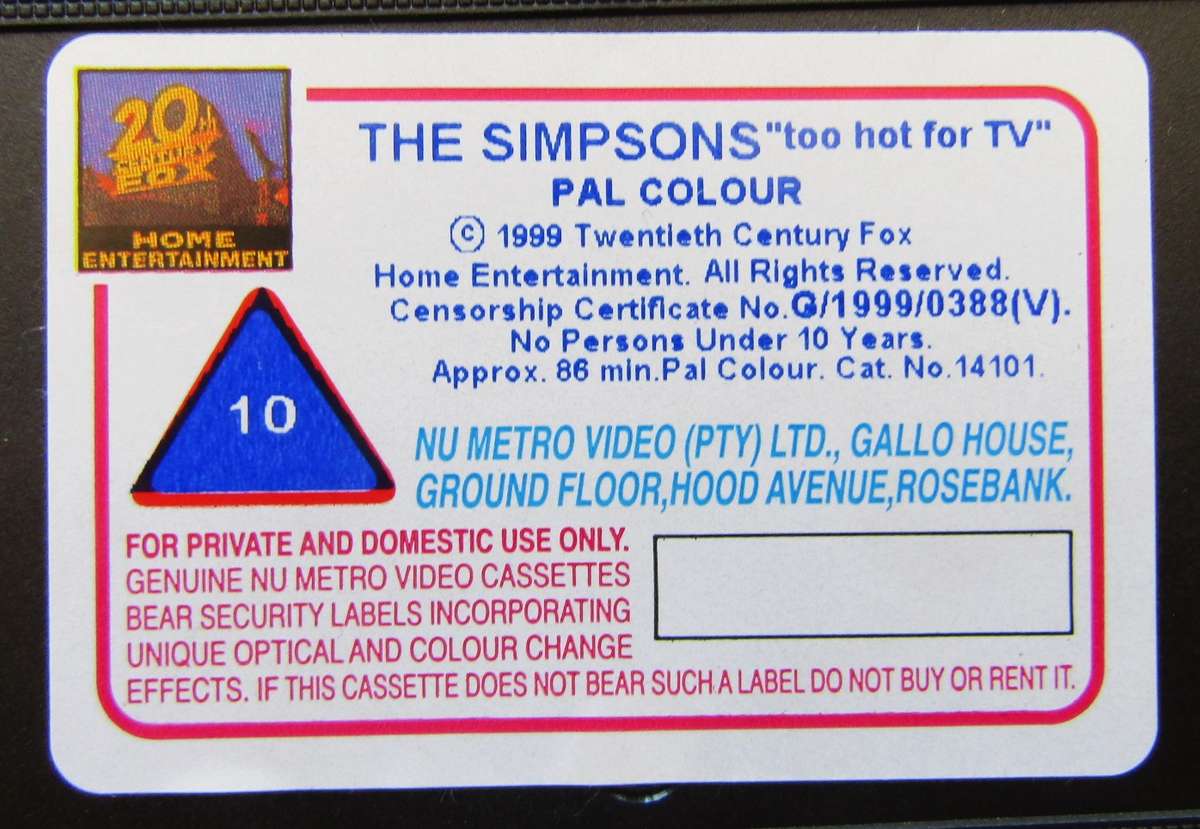 20th
CENTURY
FOX
HOME
ENTERTAINMENT
THE SIMPSONS "too hot for TV"
PAL COLOUR
© 1999 Twentieth Century Fox
Home Entertainment. All Rights Reserved.
Censorship Certificate No.G/1999/0388(V).
No Persons Under 10 Years.
Approx. 86 min.Pal Colour. Cat. No.14101.
10
NU METRO VIDEO (PTY) LTD., GALLO HOUSE,
GROUND FLOOR,HOOD AVENUE,ROSEBANK.
FOR PRIVATE AND DOMESTIC USE ONLY.
GENUINE NU METRO VIDEO CASSETTES
BEAR SECURITY LABELS INCORPORATING
UNIQUE OPTICAL AND COLOUR CHANGE
EFFECTS. IF THIS CASSETTE DOES NOT BEAR SUCH A LABEL DO NOT BUY OR RENT IT.